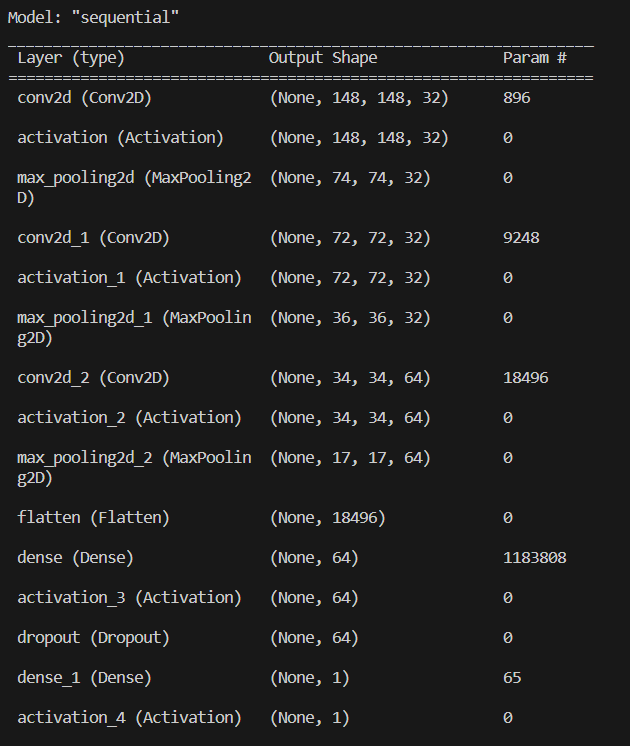 Model: "sequential"
_________________________________________________________________
Layer (type) Output Shape Param #
=================================================================
conv2d (Conv2D) (None, 148, 148, 32) 896
activation (Activation) (None, 148, 148, 32) 0
max_pooling2d (MaxPooling2 (None, 74, 74, 32) 0
D)
conv2d_1 (Conv2D) (None, 72, 72, 32) 9248
activation_1 (Activation) (None, 72, 72, 32) 0
max_pooling2d_1 (MaxPoolin (None, 36, 36, 32) 0
g2D)
conv2d_2 (Conv2D) (None, 34, 34, 64) 18496
activation_2 (Activation) (None, 34, 34, 64) 0
max_pooling2d_2 (MaxPoolin (None, 17, 17, 64) 0
g2D)
flatten (Flatten) (None, 18496) 0
dense (Dense) (None, 64) 1183808
activation_3 (Activation) (None, 64) 0
dropout (Dropout) (None, 64) 0
dense_1 (Dense) (None, 1) 65
activation_4 (Activation) (None, 1) 0